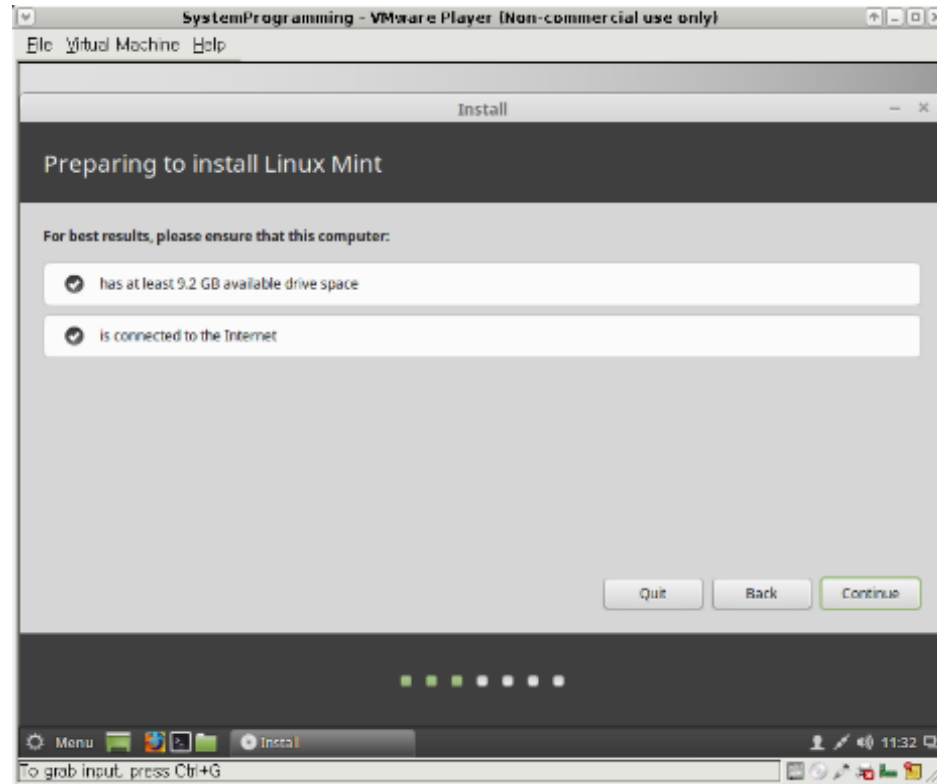 SystemProgramming - VMware Player (Non-commercial use only)
File Virtual Machine Help
Install
Preparing to install Linux Mint
For best results, please ensure that this computer:
has at least 9.2 GB available drive space
is connected to the Internet
Quit Back Continue
Menu Install 11:32
To grab input, press Ctrl+G